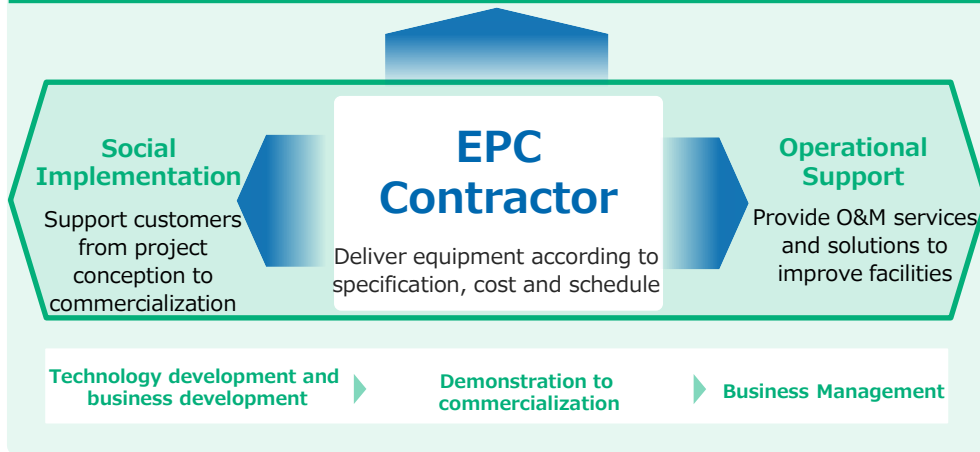 Social
Implementation
Support customers
from project
conception to
commercialization
EPC
Contractor
Deliver equipment according to
specification, cost and schedule
Operational
Support
Provide O&M services
and solutions to
improve facilities
Technology development and
business development
Demonstration to
commercialization
Business Management